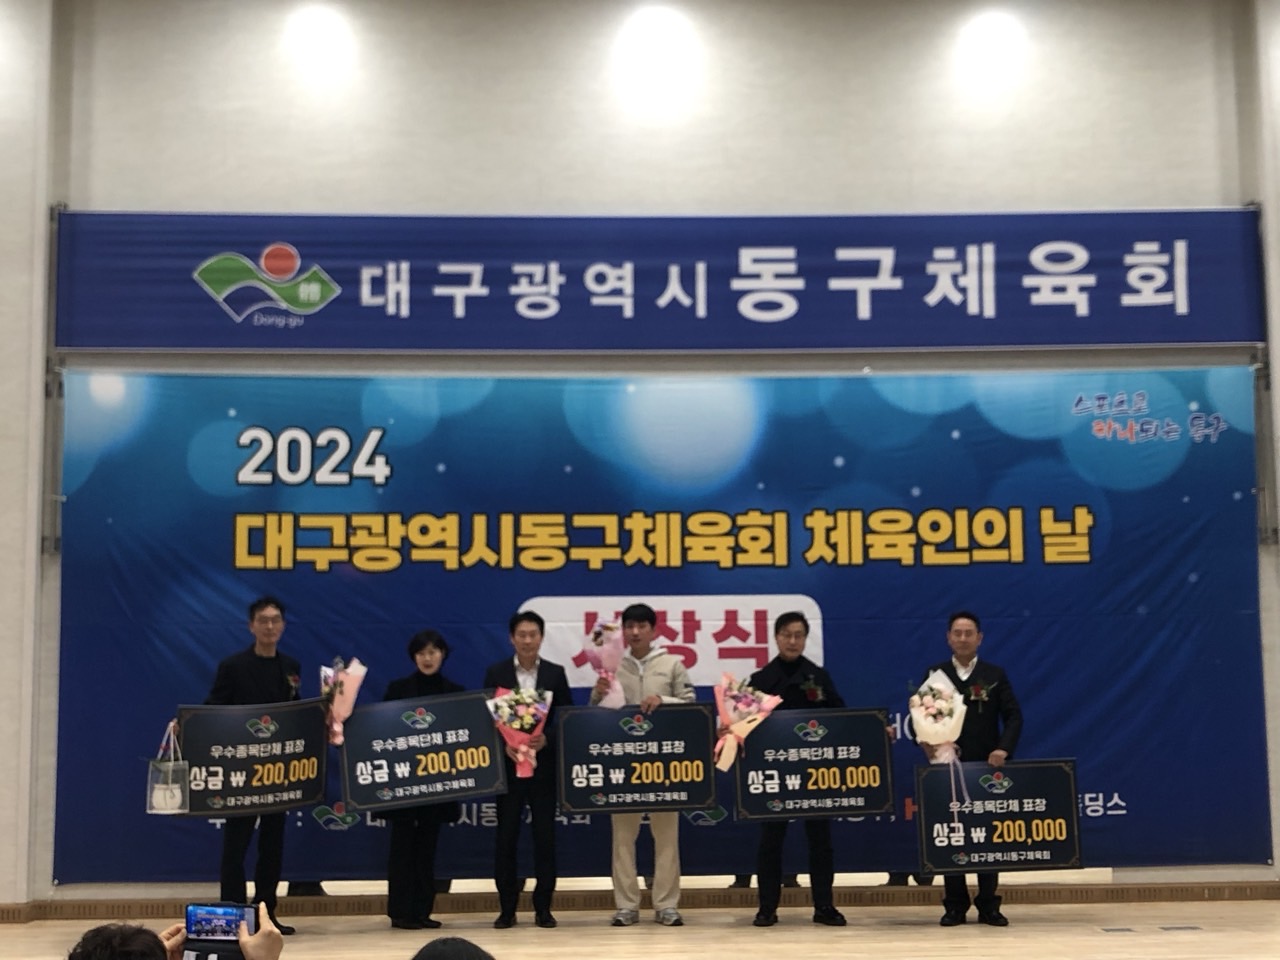 대구광역시 동구체육회
Dong-gu
스포츠로
하나되는 동구
2024
대구광역시동구체육회 체육인의 날
상식
우수종목단체 표창
상금 ₩ 200,000
대구광역시동구체육회
우수종목단체 표창
상금 ₩ 200,000
대구광역시동구체육회
우수종목단체 표창
상금 ₩ 200,000
대구광역시동구체육회
우수종목단체 표창
상금 ₩ 200,000
대구광역시동구체육회
우수종목단체 표창
상금 ₩ 200,000
대구광역시동구체육회
딩스